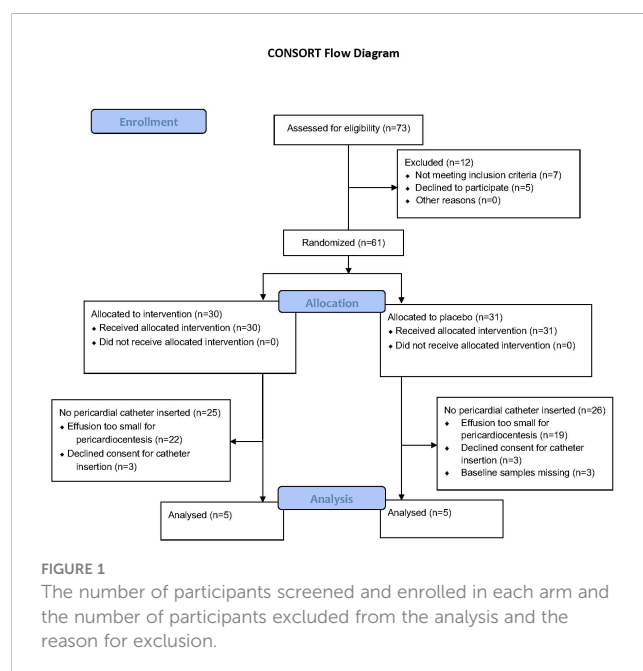 CONSORT Flow Diagram
Enrollment
Assessed for eligibility (n=73)
Excluded (n=12)
♦ Not meeting inclusion criteria (n=7)
♦ Declined to participate (n=5)
♦ Other reasons (n=0)
Randomized (n=61)
Allocation
Allocated to intervention (n=30)
♦ Received allocated intervention (n=30)
♦ Did not receive allocated intervention (n=0)
Allocated to placebo (n=31)
♦ Received allocated intervention (n=31)
♦ Did not receive allocated intervention (n=0)
No pericardial catheter inserted (n=25)
♦ Effusion too small for
pericardiocentesis (n=22)
♦ Declined consent for catheter
insertion (n=3)
No pericardial catheter inserted (n=26)
♦ Effusion too small for
pericardiocentesis (n=19)
♦ Declined consent for catheter
insertion (n=3)
♦ Baseline samples missing (n=3)
Analysis
Analysed (n=5)
Analysed (n=5)
FIGURE 1
The number of participants screened and enrolled in each arm and
the number of participants excluded from the analysis and the
reason for exclusion.